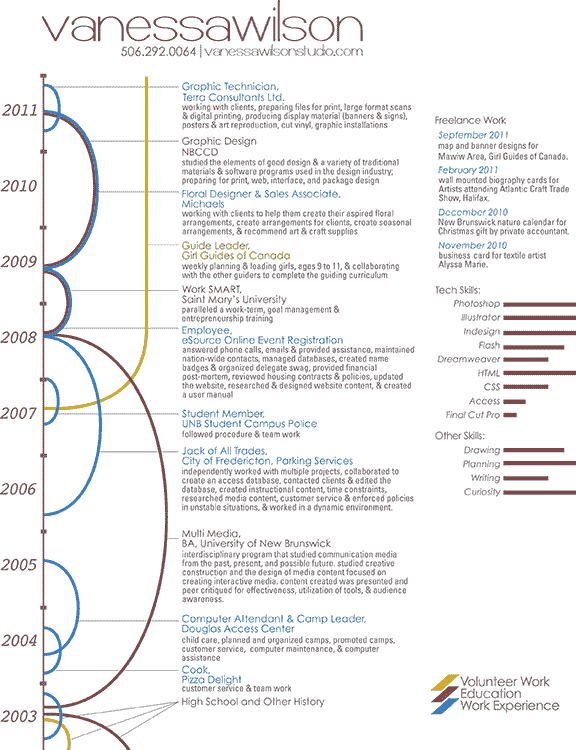 vanessawilson
506.292.0064 | vanessawilsonstudio.com
2011
2010
2009
2008
2007
2006
2005
2004
2003
Graphic Technician,
Terra Consultants Ltd.
working with clients, preparing files for print, large format scans
& digital printing, producing display material (banners & signs),
posters & art reproduction, cut vinyl, graphic installations
Graphic Design
NBCCD
studied the elements of good design & a variety of traditional
materials & software programs used in the design industry;
preparing for print, web, interface, and package design
Floral Designer & Sales Associate,
Michaels
working with clients to help them create their aspired floral
arrangements, create arrangements for clients, create seasonal
arrangements, & recommend art & craft supplies
Guide Leader,
Girl Guides of Canada
weekly planning & leading girls, ages 9 to 11, & collaborating
with the other guiders to complete the guiding curriculum
Work SMART,
Saint Mary's University
paralleled a work-term, goal management &
entrepreneurship training
Employee,
eSource Online Event Registration
answered phone calls, emails & provided assistance, maintained
nation-wide contacts, managed databases, created name
badges & organized delegate swag, provided financial
post-mortem, reviewed housing contracts & policies, updated
the website, researched & designed website content, & created
a user manual
Student Member,
UNB Student Campus Police
followed procedure & team work
Jack of All Trades,
City of Fredericton, Parking Services
independently worked with multiple projects, collaborated to
create an access database, contacted clients & edited the
database, created instructional content, time constraints,
researched media content, customer service & enforced policies
in unstable situations, & worked in a dynamic environment.
Multi Media,
BA, University of New Brunswick
interdisciplinary program that studied communication media
from the past, present, and possible future. studied creative
construction and the design of media content focused on
creating interactive media. content created was presented and
peer critiqued for effectiveness, utilization of tools, & audience
awareness.
Computer Attendant & Camp Leader,
Douglas Access Center
child care, planned and organized camps, promoted camps,
customer service, computer maintenance, & computer
assistance
Cook,
Pizza Delight
customer service & team work
High School and Other History
Freelance Work
September 2011
map and banner designs for
Mawiw Area, Girl Guides of Canada.
February 2011
wall mounted biography cards for
Artists attending Atlantic Craft Trade
Show, Halifax.
December 2010
New Brunswick nature calendar for
Christmas gift by private accountant.
November 2010
business card for textile artist
Alyssa Marie.
Tech Skills:
Photoshop
Illustrator
Indesign
Flash
Dreamweaver
HTML
CSS
Access
Final Cut Pro
Other Skills:
Drawing
Planning
Writing
Curiosity
Volunteer Work
Education
Work Experience